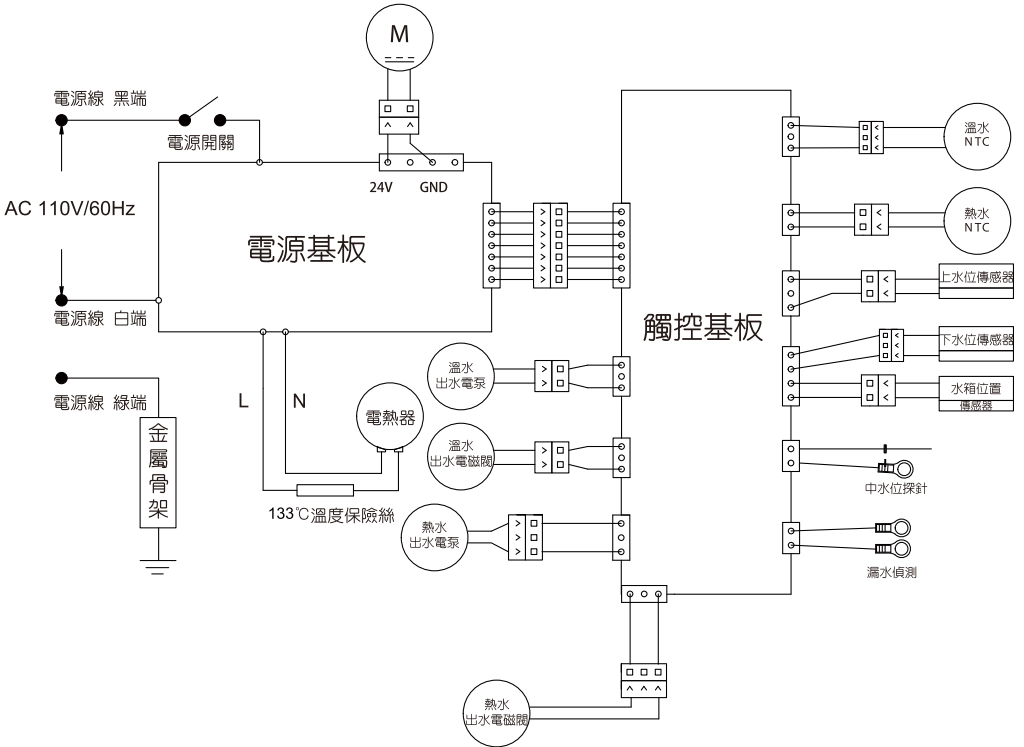 M
電源線 黑端
電源開關
24V
GND
AC 110V/60Hz
電源基板
電源線 白端
電源線 綠端
金屬骨架
L
N
電熱器
133℃溫度保險絲
觸控基板
溫水
出水電泵
溫水
出水電磁閥
熱水
出水電泵
熱水
出水電磁閥
溫水
NTC
熱水
NTC
上水位傳感器
下水位傳感器
水箱位置
傳感器
中水位探針
漏水偵測